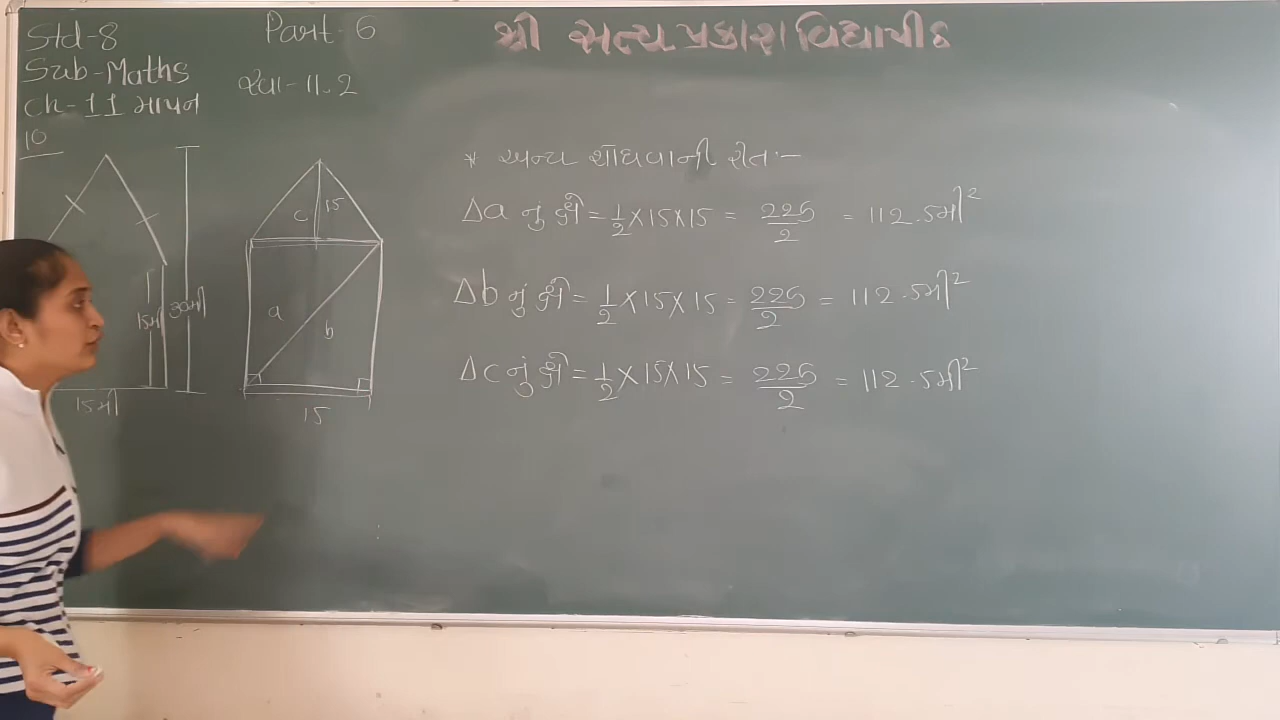 Std-8
Sub-Maths
Ch-11 માપન
Part-6
સ્વા-11.2
શ્રી સત્યપ્રકાશ વિદ્યાપીઠ
10
30મી
15મી
15મી
c 15
a
b
15
* અન્ય શોધવાની રીત:-
Δa નું ક્ષે = 1/2 × 15 × 15 = 225/2 = 112.5મી²
Δb નું ક્ષે = 1/2 × 15 × 15 = 225/2 = 112.5મી²
Δc નું ક્ષે = 1/2 × 15 × 15 = 225/2 = 112.5મી²